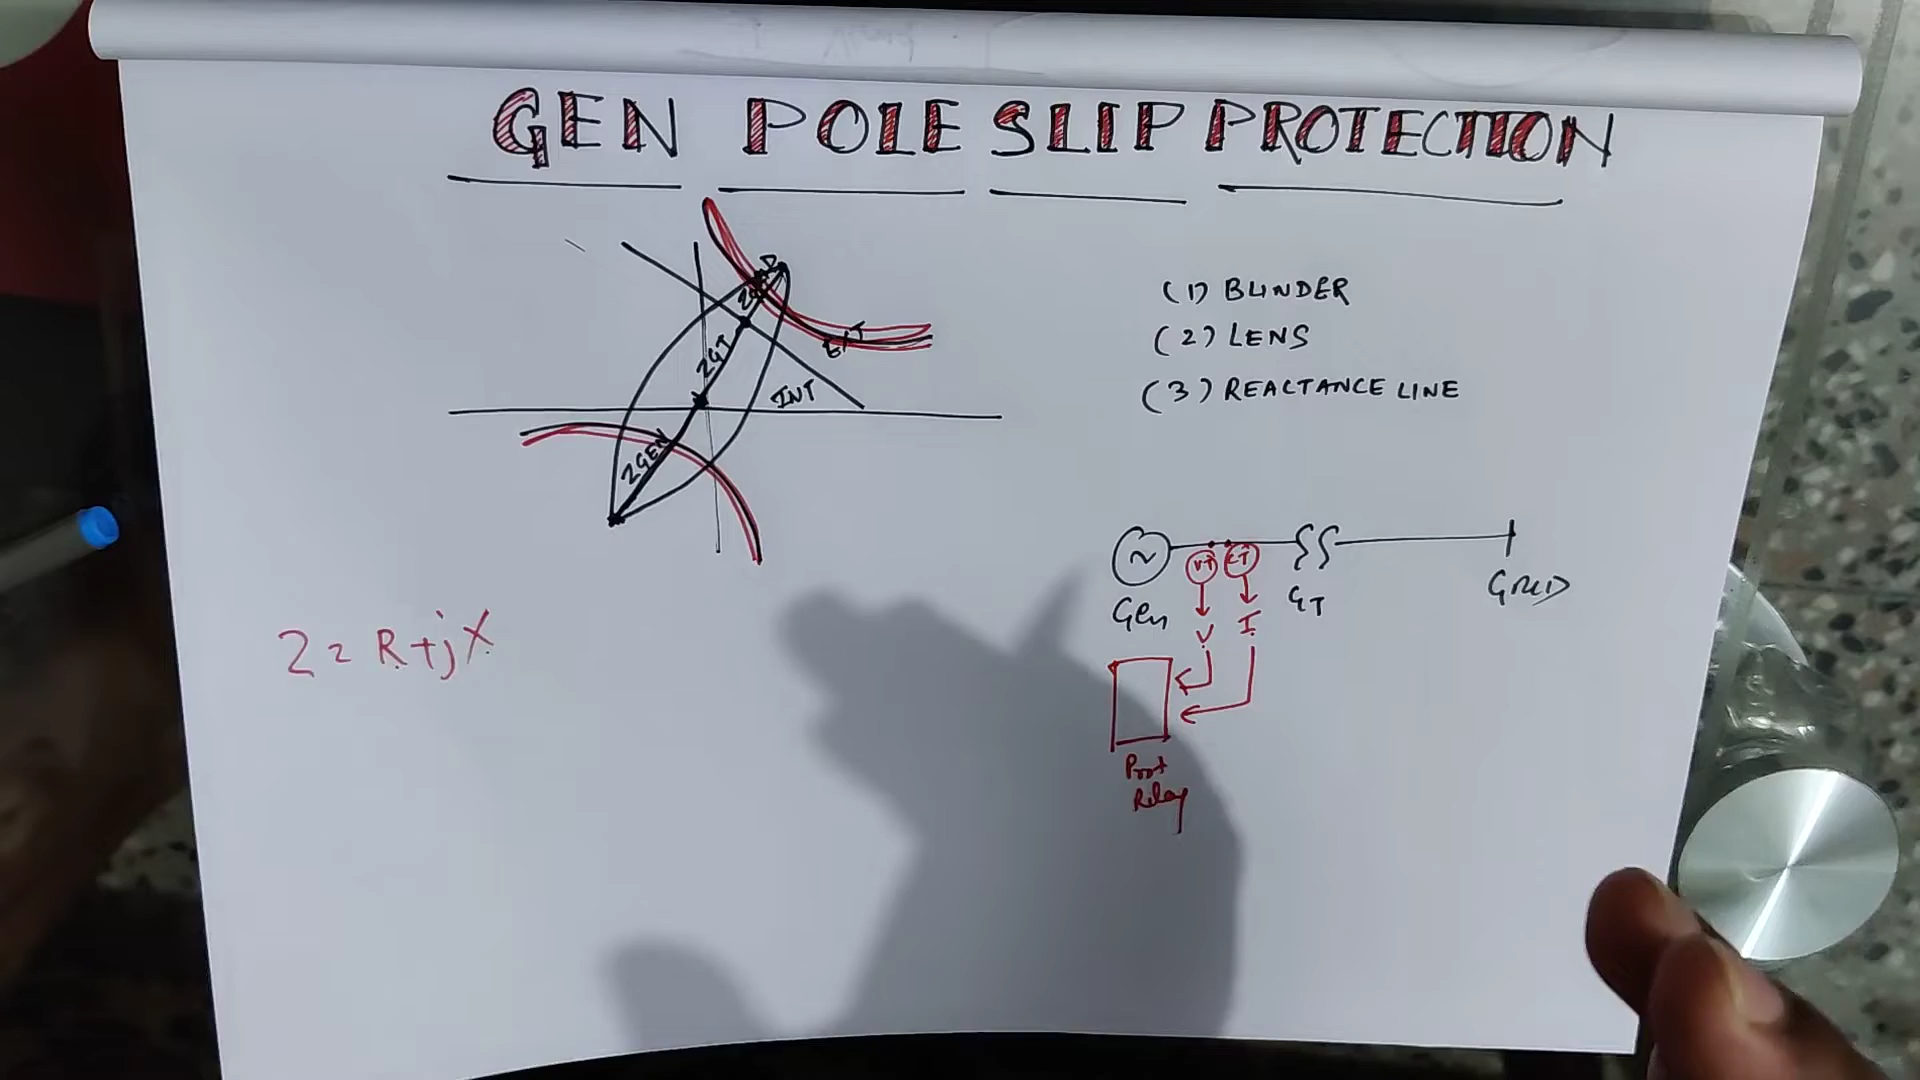 GEN POLE SLIP PROTECTION
(1) BLINDER
(2) LENS
(3) REACTANCE LINE
ZGT
EXT
INT
ZGEN
VT CT
Gen
GT
GRID
V I
Z = R+jX
Prot
Relay